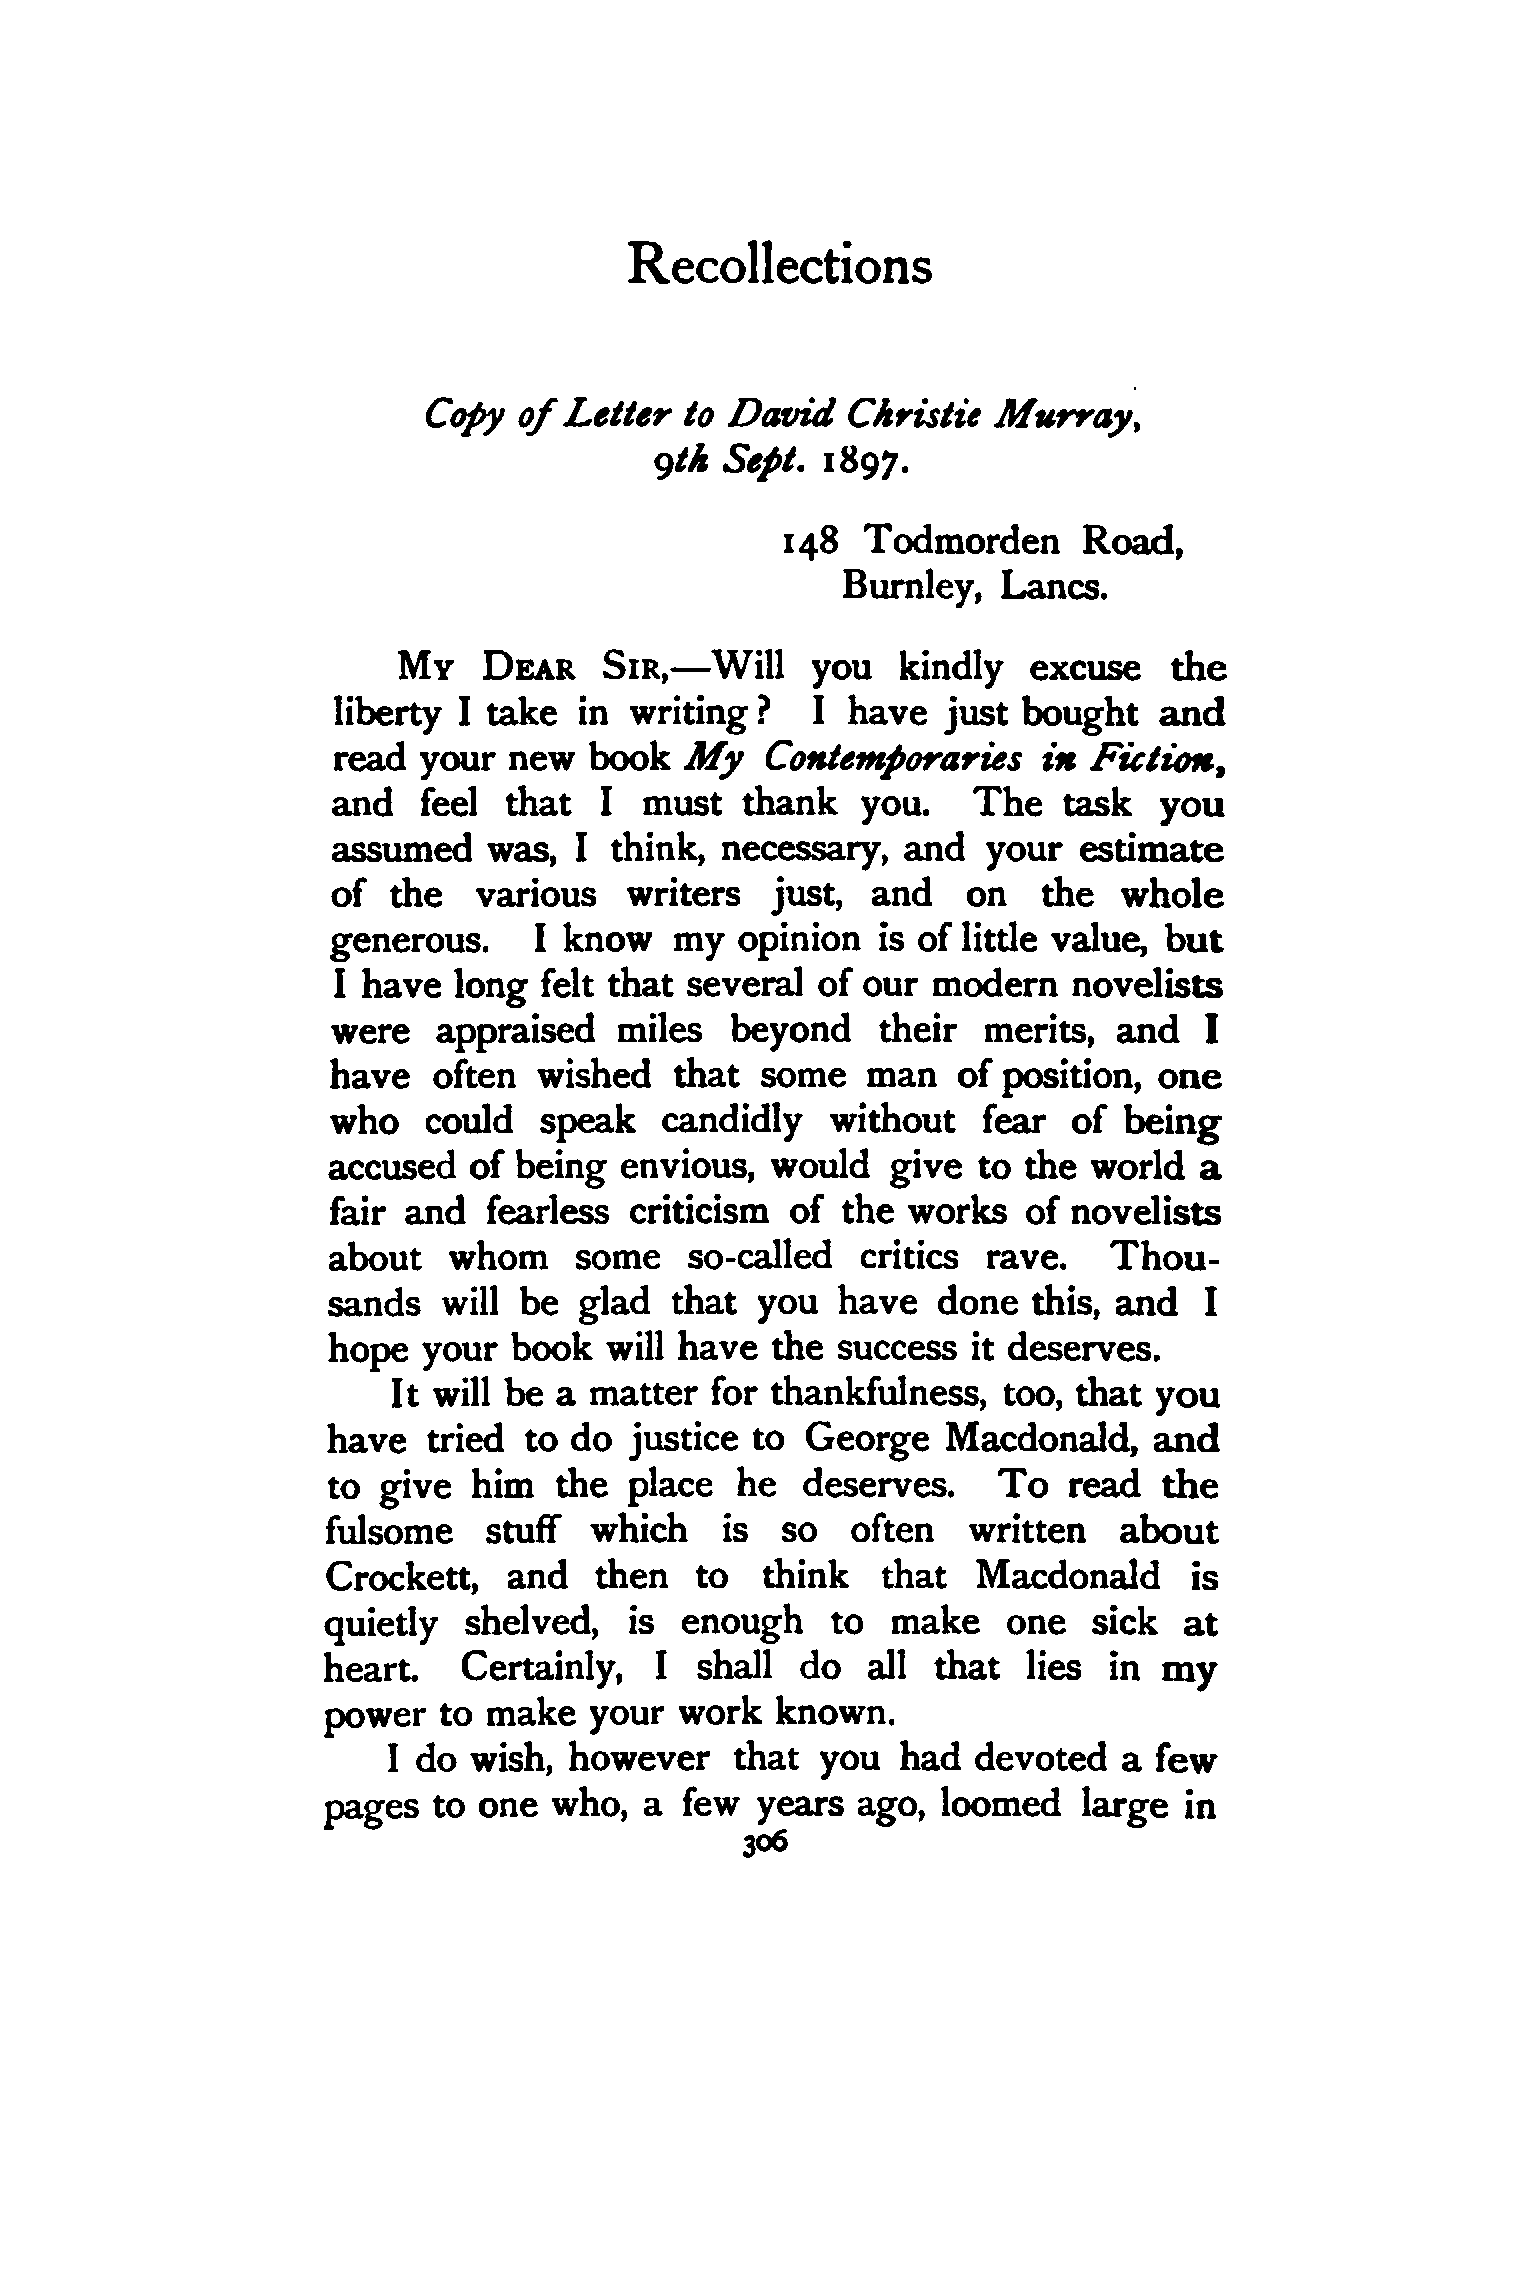 Recollections
Copy of Letter to David Christie Murray,
9th Sept. 1897.
148 Todmorden Road,
Burnley, Lancs.
My Dear Sir,—Will you kindly excuse the
liberty I take in writing? I have just bought and
read your new book My Contemporaries in Fiction,
and feel that I must thank you. The task you
assumed was, I think, necessary, and your estimate
of the various writers just, and on the whole
generous. I know my opinion is of little value, but
I have long felt that several of our modern novelists
were appraised miles beyond their merits, and I
have often wished that some man of position, one
who could speak candidly without fear of being
accused of being envious, would give to the world a
fair and fearless criticism of the works of novelists
about whom some so-called critics rave. Thou-
sands will be glad that you have done this, and I
hope your book will have the success it deserves.
It will be a matter for thankfulness, too, that you
have tried to do justice to George Macdonald, and
to give him the place he deserves. To read the
fulsome stuff which is so often written about
Crockett, and then to think that Macdonald is
quietly shelved, is enough to make one sick at
heart. Certainly, I shall do all that lies in my
power to make your work known.
I do wish, however that you had devoted a few
pages to one who, a few years ago, loomed large in
306